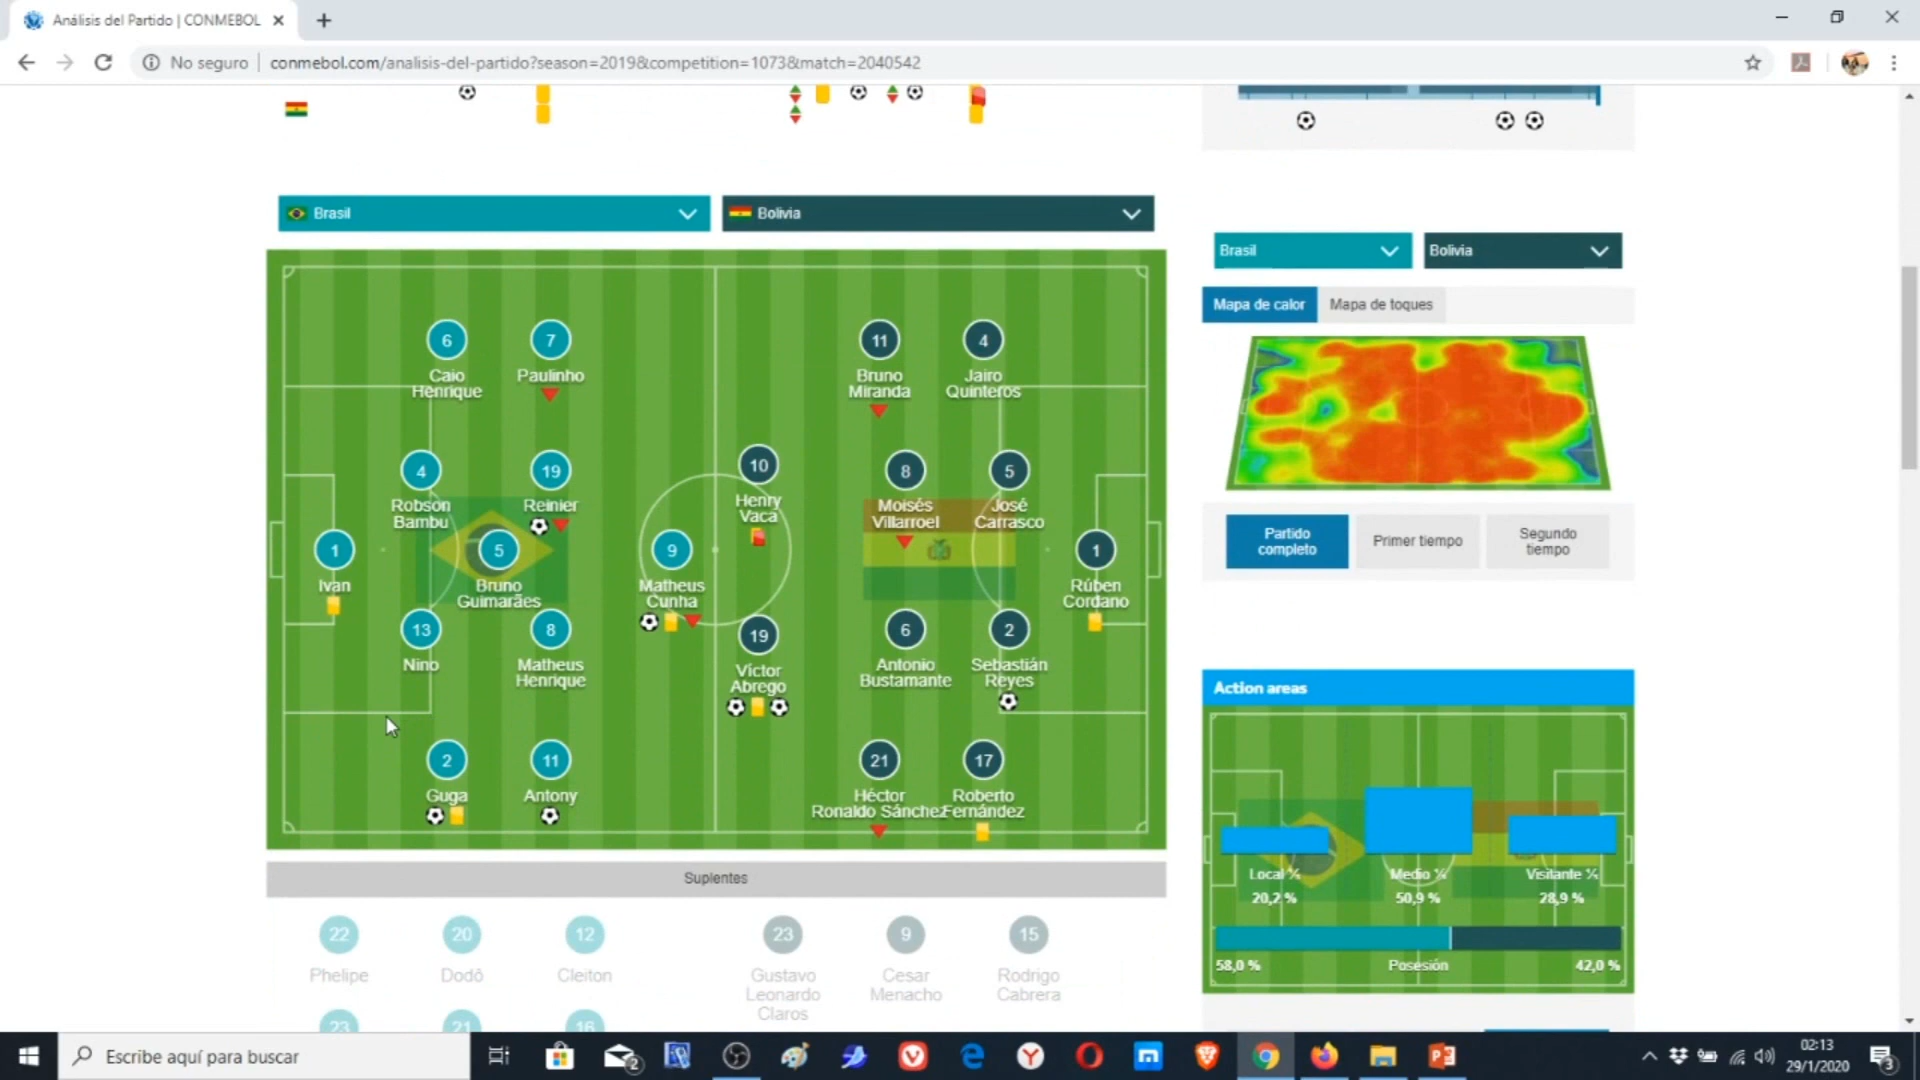 Análisis del Partido | CONMEBOL
No seguro
conmebol.com/analisis-del-partido?season=2019&competition=1073&match=2040542
Brasil
Bolivia
6
Caio
Henrique
7
Paulinho
11
Bruno
Miranda
4
Jairo
Quinteros
4
Robson
Bambu
19
Reinier
10
Henry
Vaca
8
Moisés
Villarroel
5
José
Carrasco
1
Ivan
5
Bruno
Guimarães
9
Matheus
Cunha
1
Rúben
Cordano
13
Nino
8
Matheus
Henrique
19
Víctor
Abrego
6
Antonio
Bustamante
2
Sebastián
Reyes
2
Guga
11
Antony
21
Héctor
Ronaldo Sánchez
17
Roberto
Fernández
Suplentes
22
Phelipe
20
Dodô
12
Cleiton
23
Gustavo
Leonardo
Claros
9
Cesar
Menacho
15
Rodrigo
Cabrera
23
21
16
Brasil
Bolivia
Mapa de calor
Mapa de toques
Partido
completo
Primer tiempo
Segundo
tiempo
Action areas
Local %
Medio %
Visitante %
20,2 %
50,9 %
28,9 %
58,0 %
Posesión
42,0 %
Escribe aquí para buscar
2
02:13
29/1/2020
3